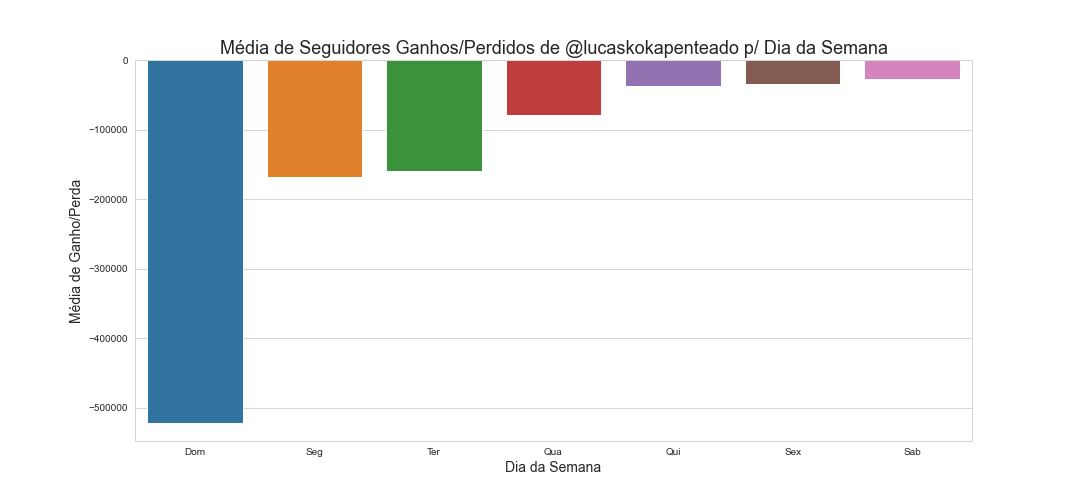 Média de Seguidores Ganhos/Perdidos de @lucaskokapenteado p/ Dia da Semana
Média de Ganho/Perda
0
−100000
−200000
−300000
−400000
−500000
Dom Seg Ter Qua Qui Sex Sab
Dia da Semana